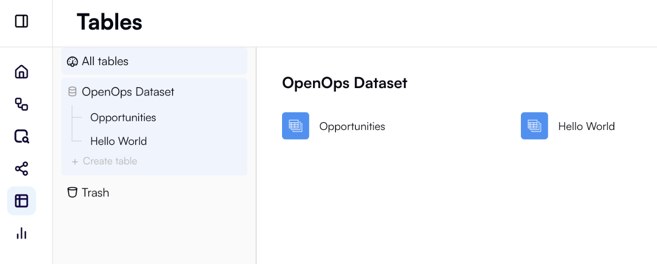 Tables
All tables
OpenOps Dataset
Opportunities
Hello World
+ Create table
Trash
OpenOps Dataset
Opportunities
Hello World